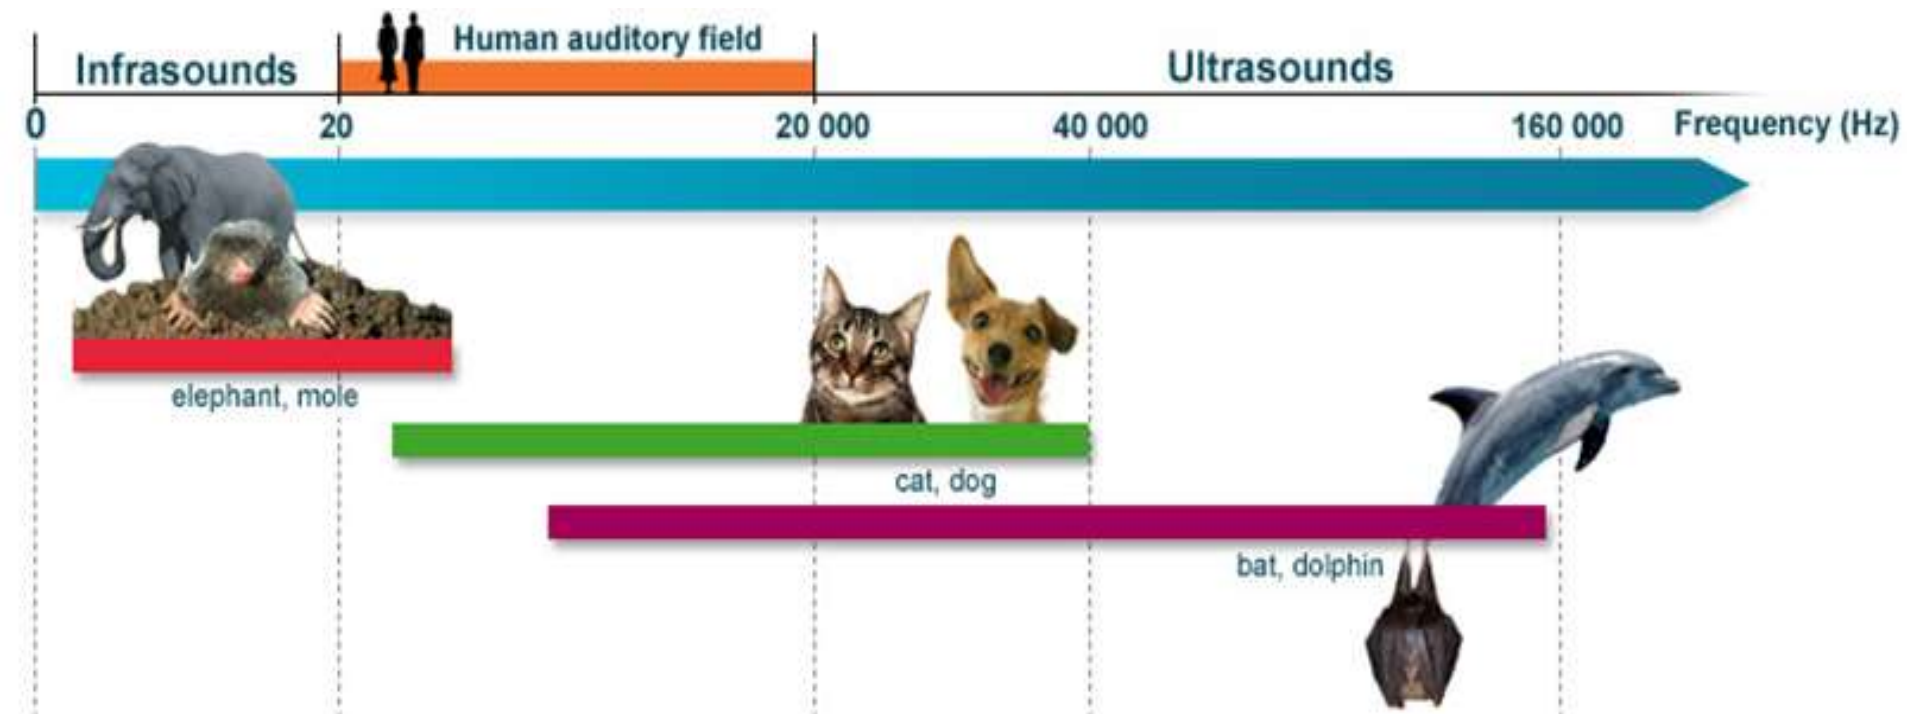 Infrasounds
Human auditory field
Ultrasounds
0 20 20 000 40 000 160 000 Frequency (Hz)
elephant, mole
cat, dog
bat, dolphin